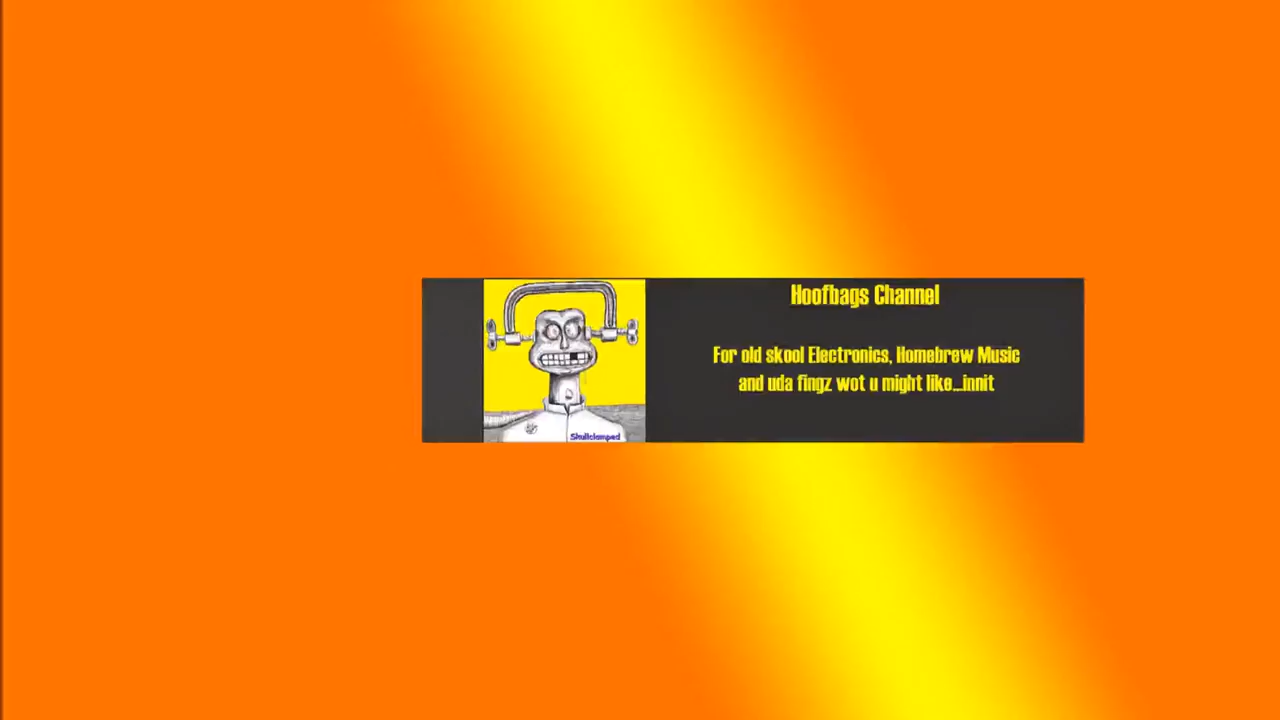 Hoofbags Channel
For old skool Electronics, Homebrew Music
and uda fingz wot u might like...innit
Skullclamped